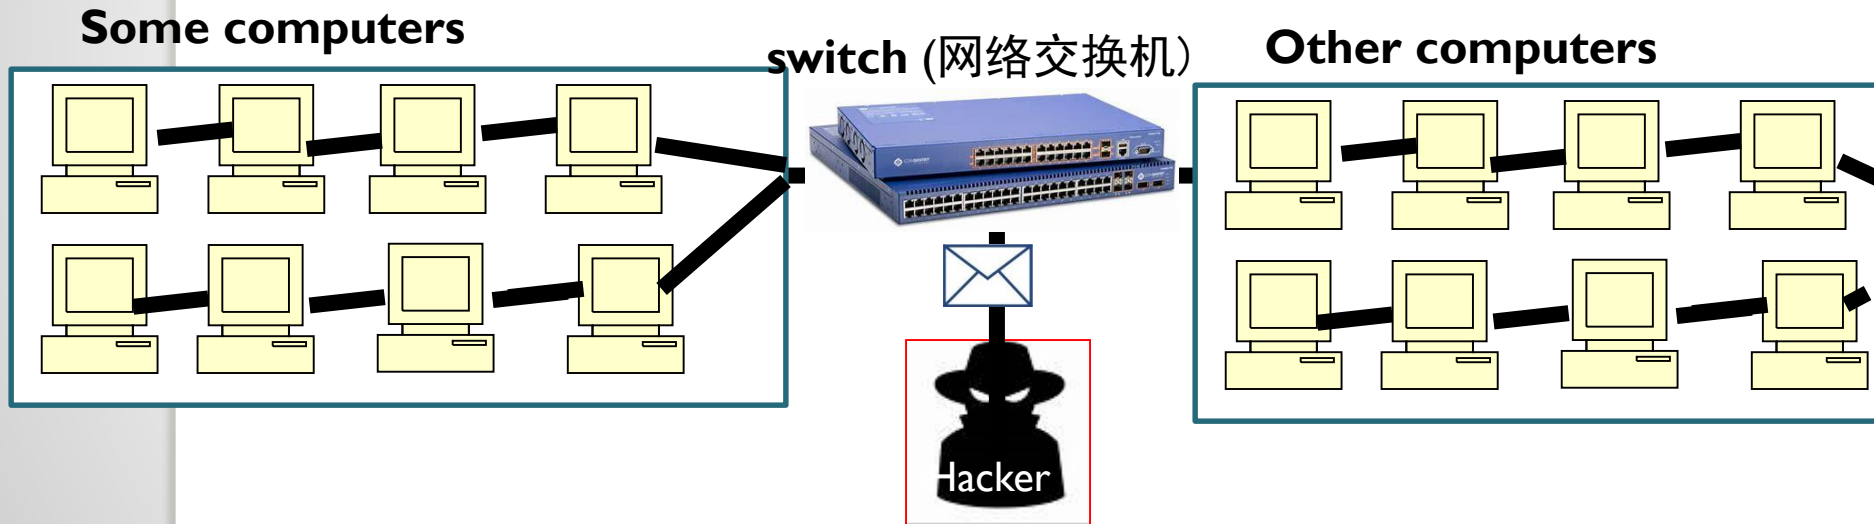 Some computers
switch (网络交换机）
Other computers
Hacker